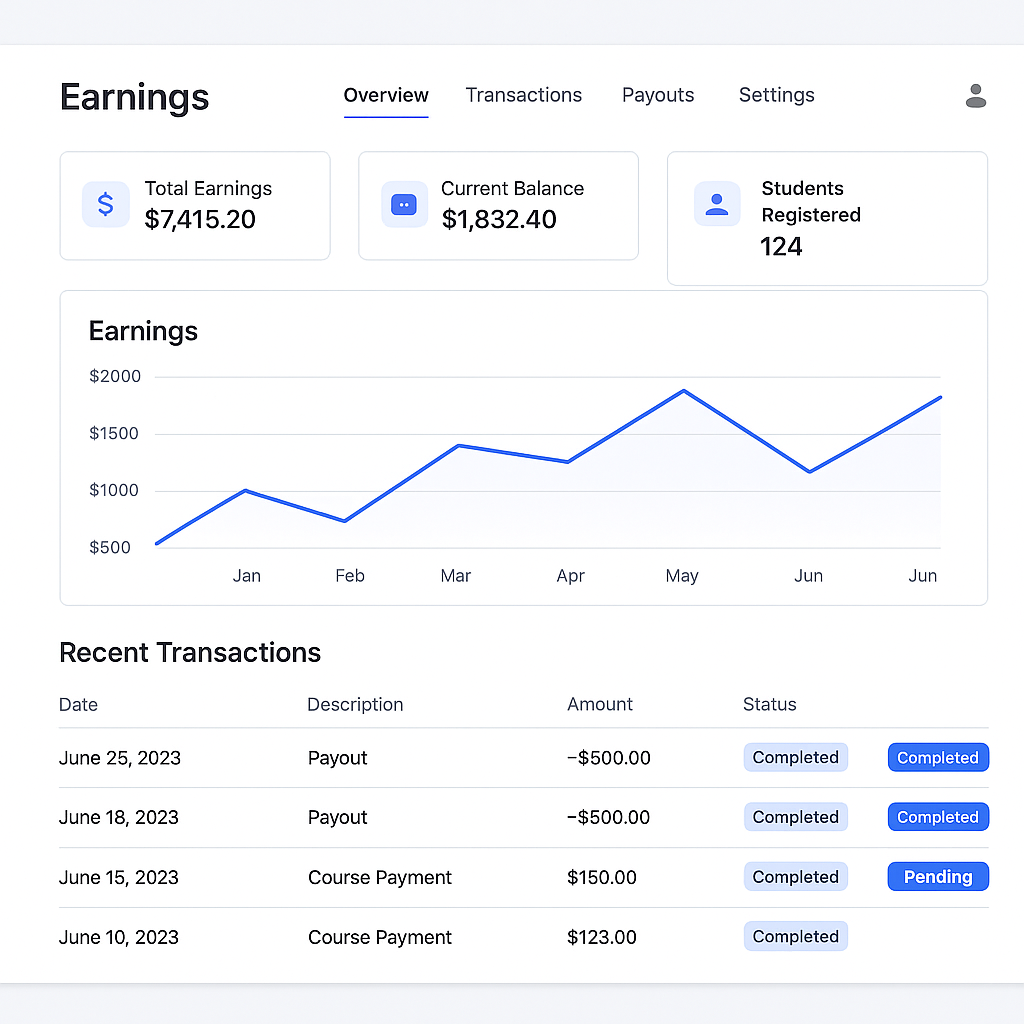 Earnings
Overview Transactions Payouts Settings
Total Earnings
$7,415.20
Current Balance
$1,832.40
Students
Registered
124
Earnings
$2000
$1500
$1000
$500
Jan Feb Mar Apr May Jun Jun
Recent Transactions
Date Description Amount Status
June 25, 2023 Payout −$500.00 Completed Completed
June 18, 2023 Payout −$500.00 Completed Completed
June 15, 2023 Course Payment $150.00 Completed Pending
June 10, 2023 Course Payment $123.00 Completed